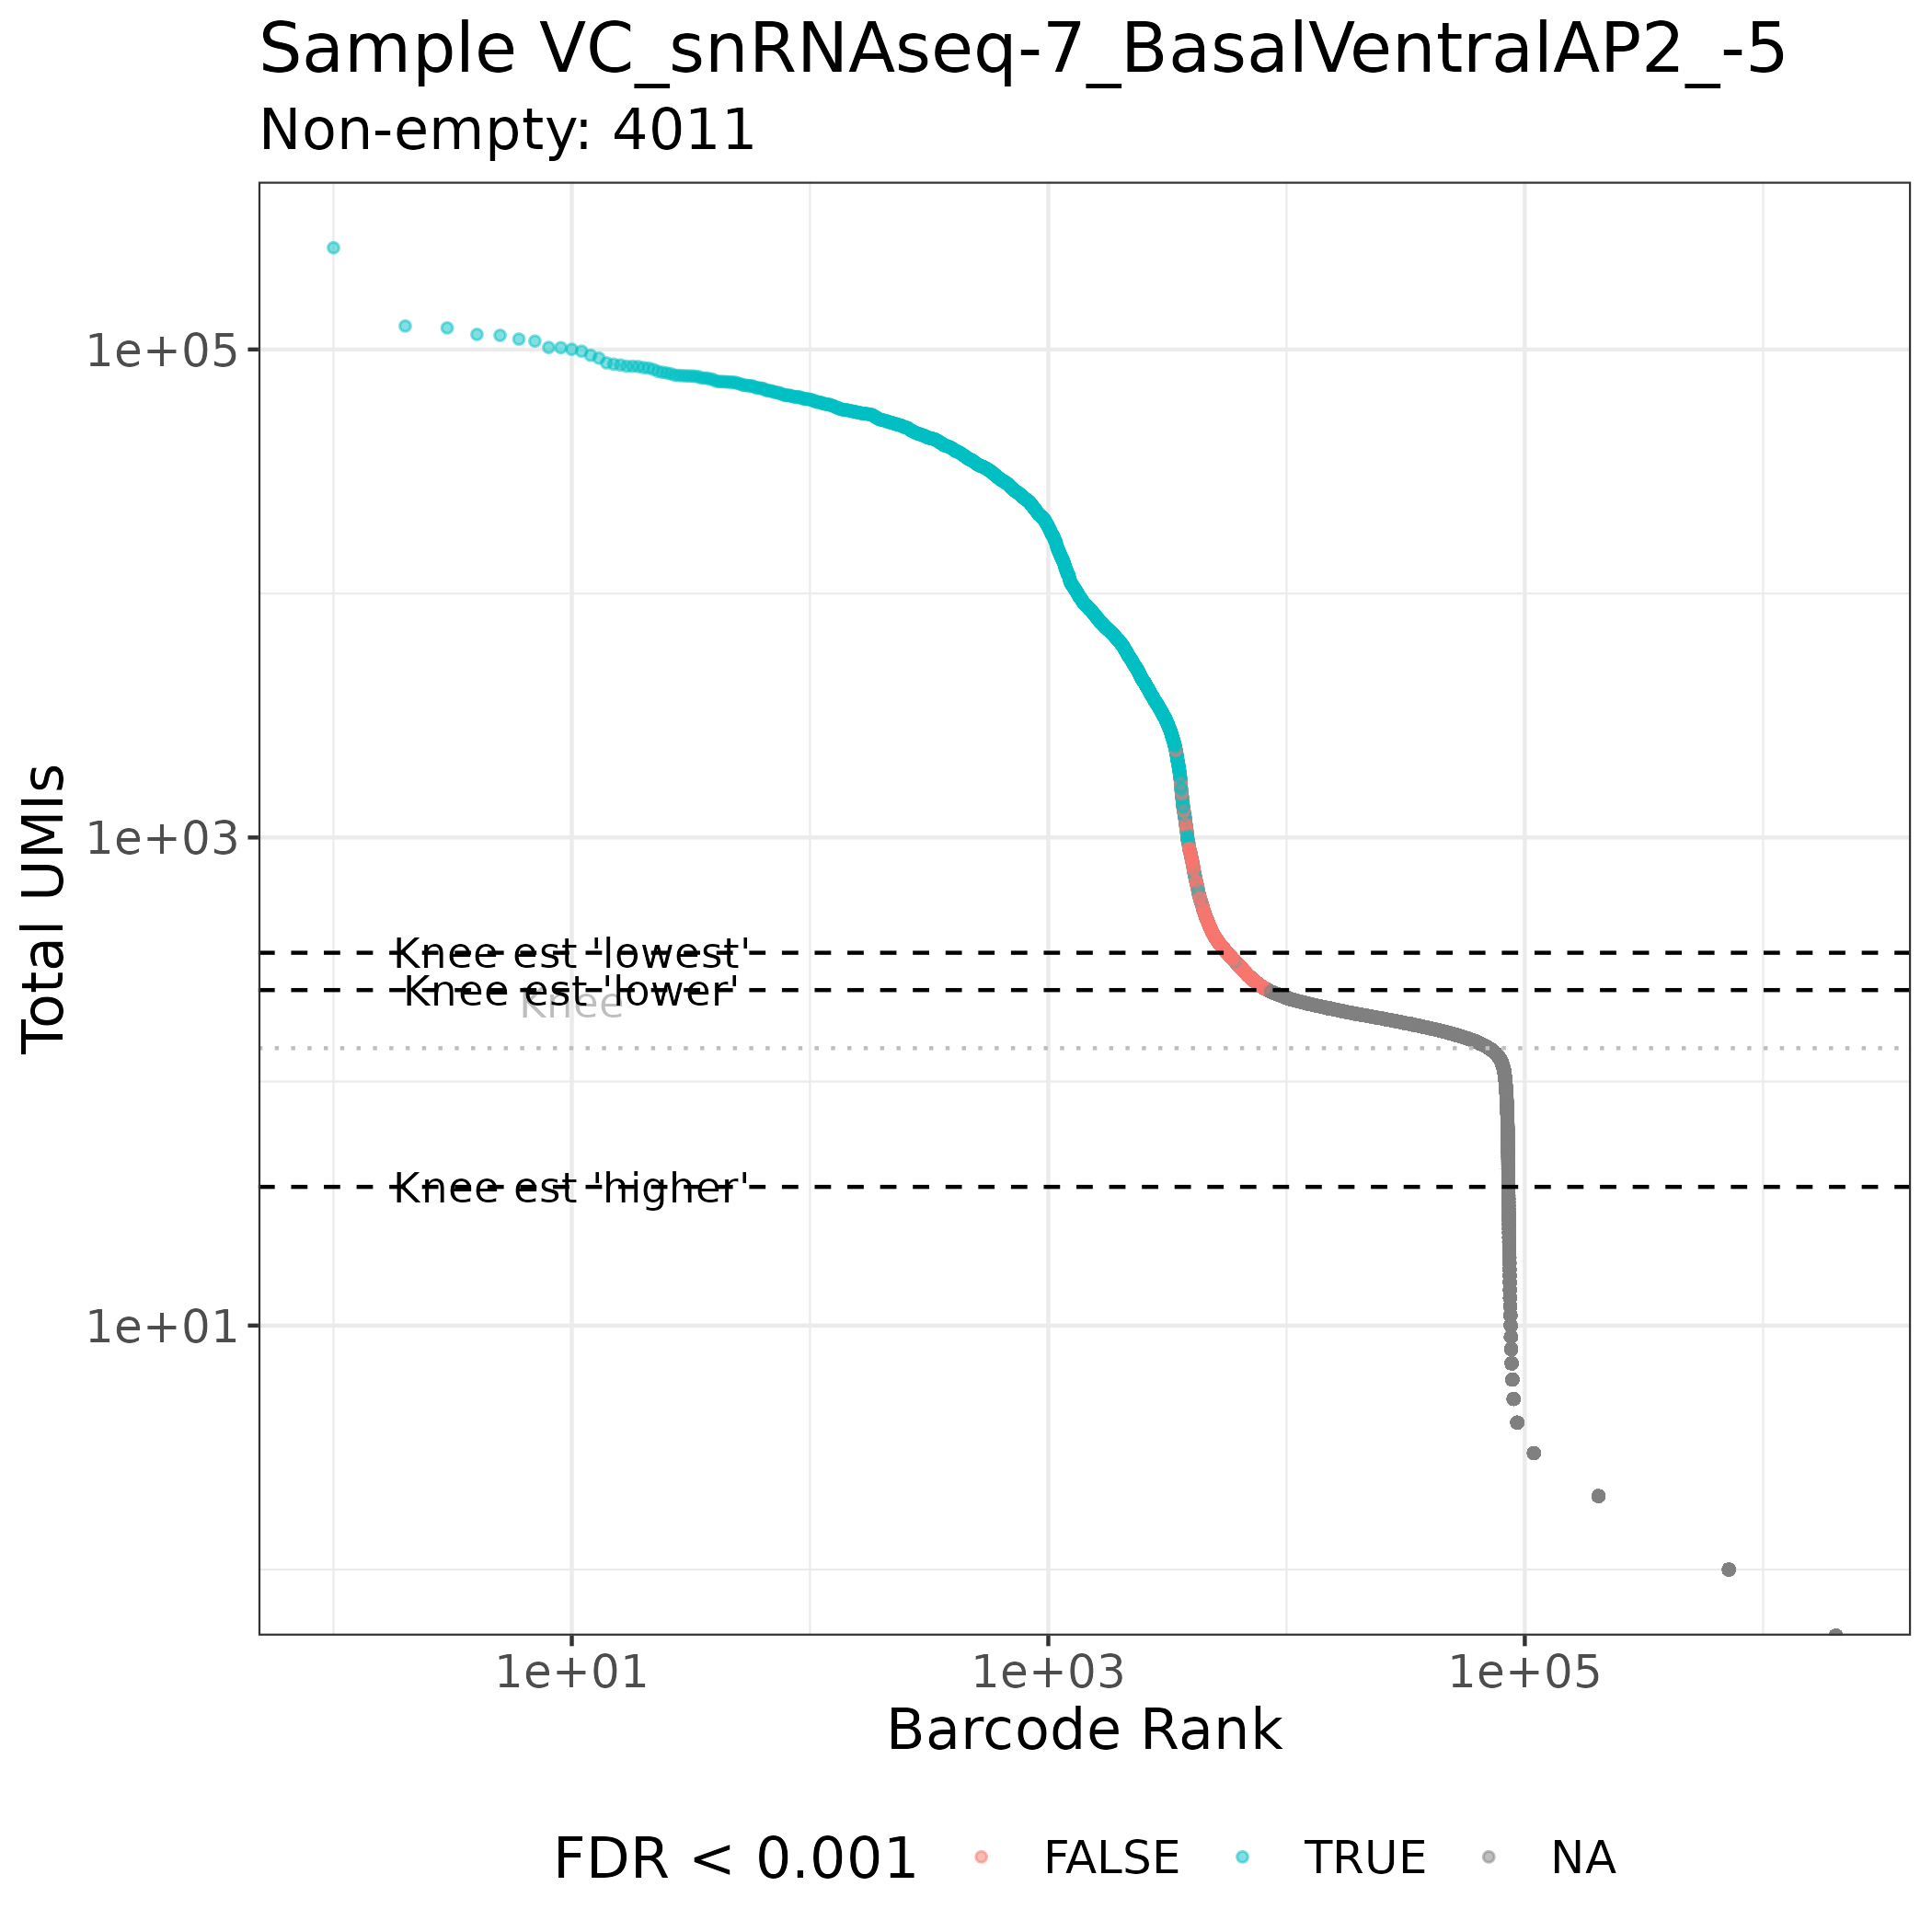 Sample VC_snRNAseq-7_BasalVentralAP2_-5
Non-empty: 4011
Total UMIs
1e+05
1e+03
Knee est 'lowest'
Knee est 'lower'
Knee
Knee est 'higher'
1e+01
1e+01 1e+03 1e+05
Barcode Rank
FDR < 0.001 FALSE TRUE NA